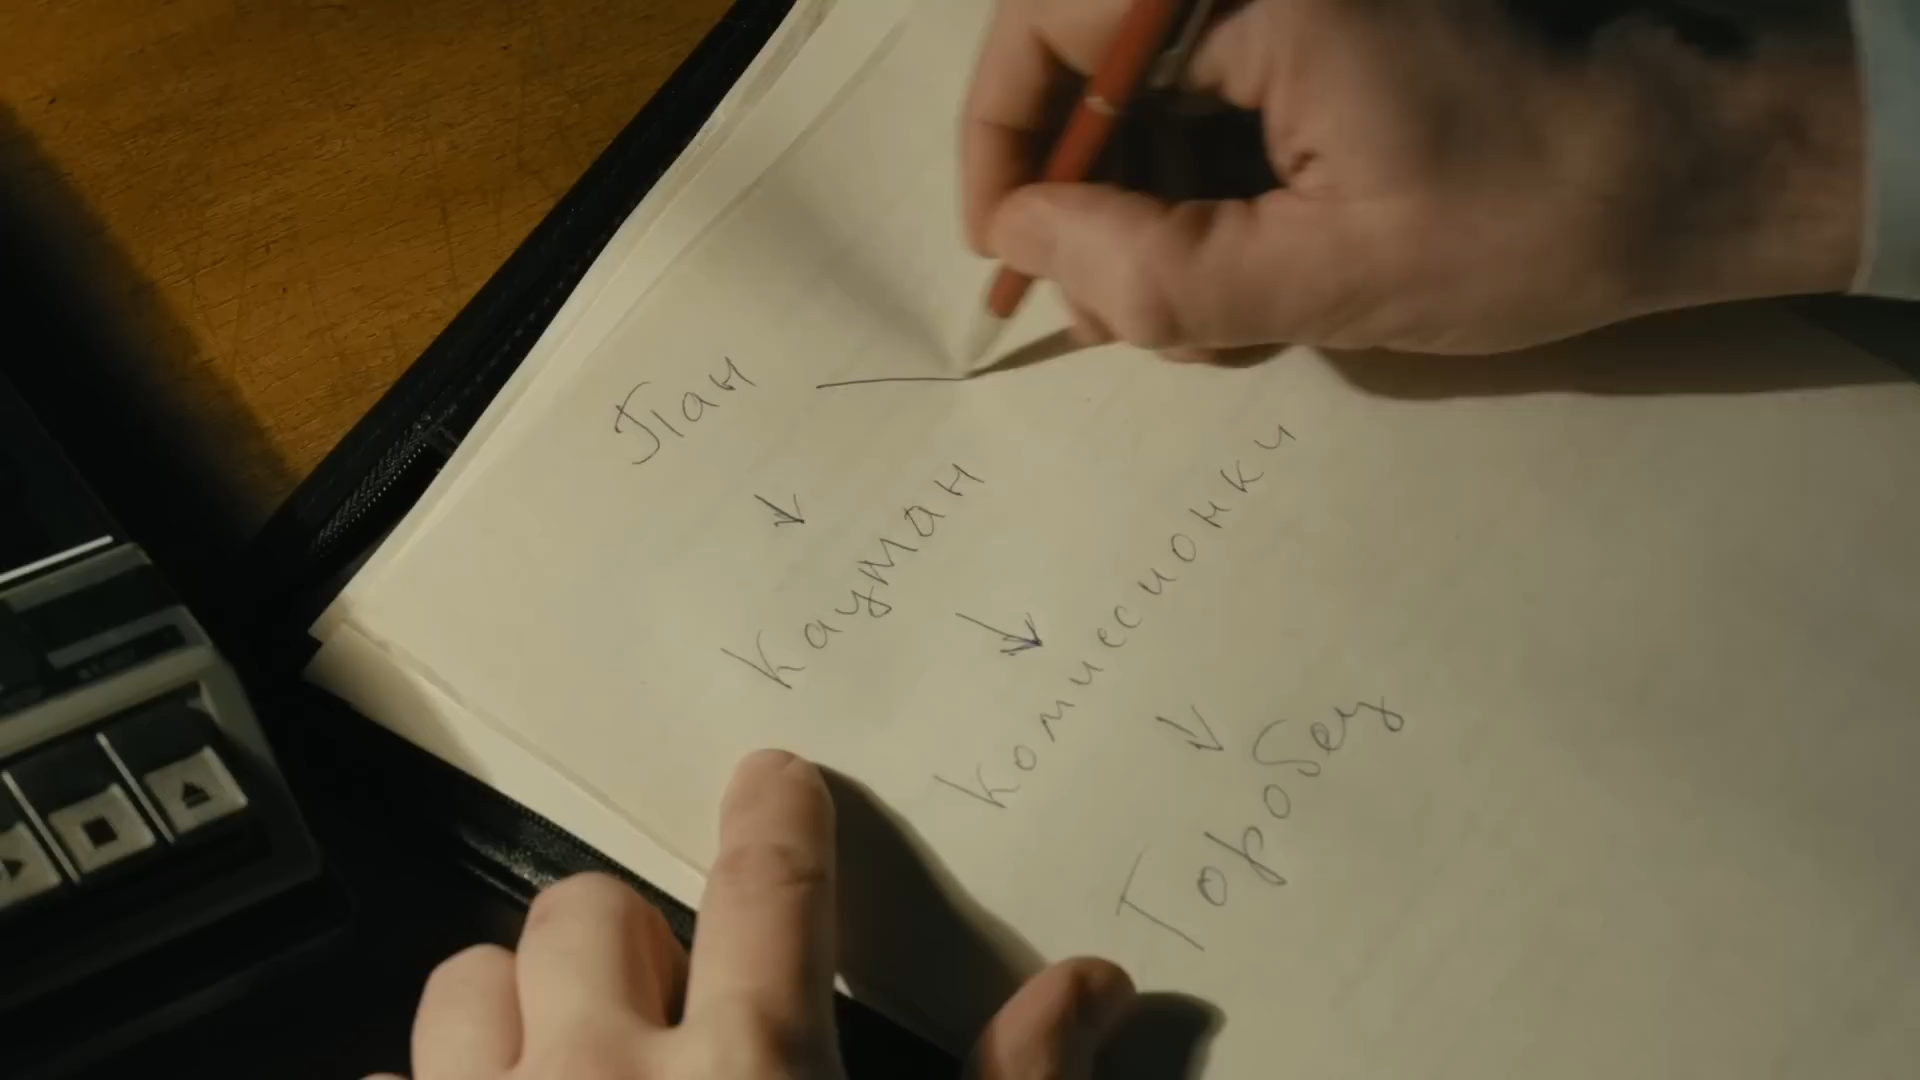 Пан
↓
Кауман
↓
комиссионки
↓
Горобец